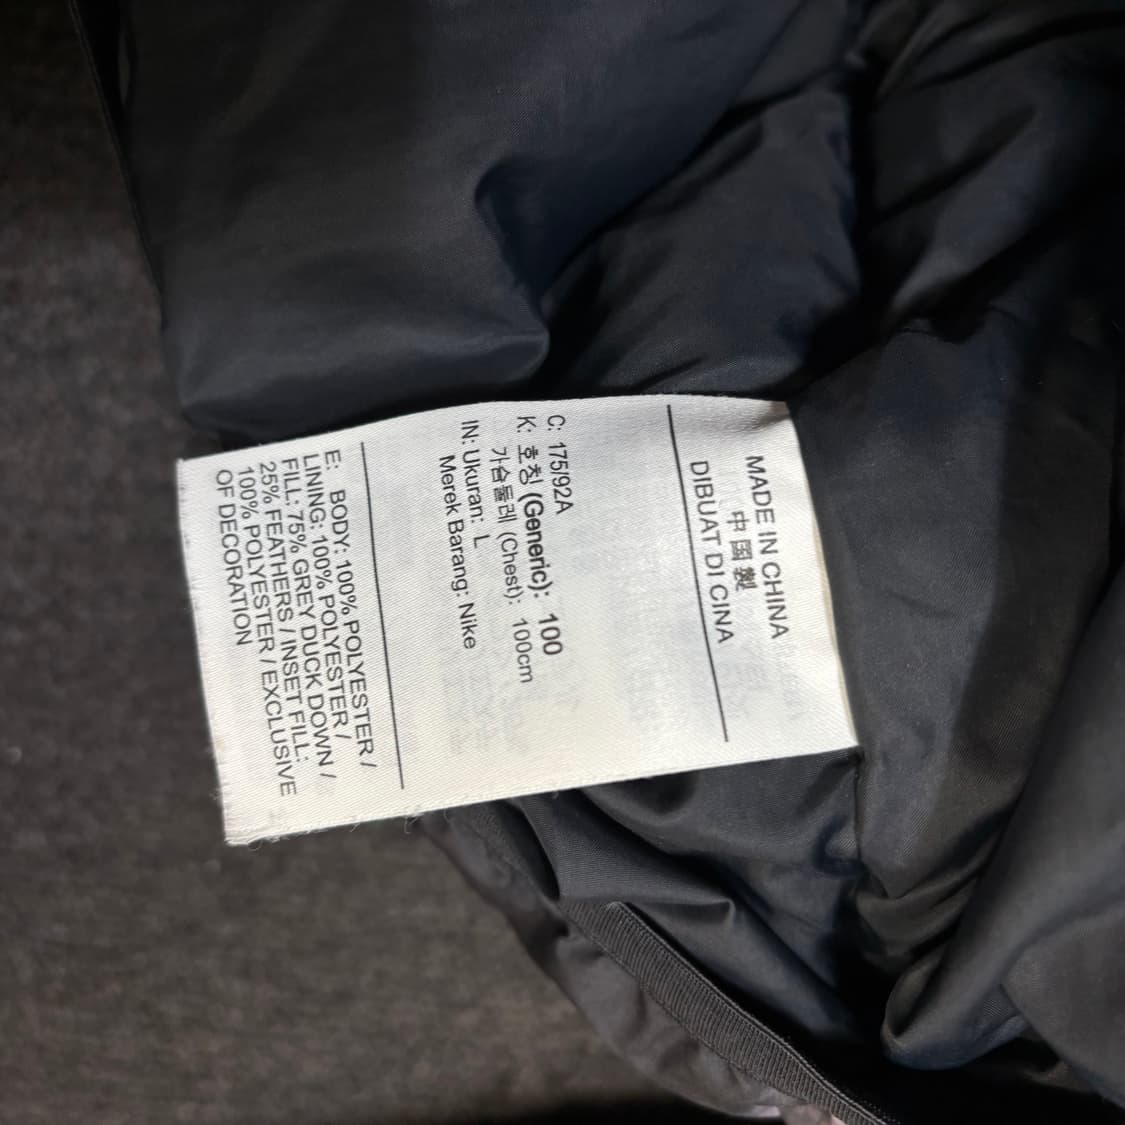 MADE IN CHINA
中国製
DIBUAT DI CINA
C: 175/92A
K: 호칭 (Generic): 100
가슴둘레 (Chest): 100cm
IN: Ukuran: L
Merek Barang: Nike
E: BODY: 100% POLYESTER /
LINING: 100% POLYESTER /
FILL: 75% GREY DUCK DOWN /
25% FEATHERS / INSET FILL:
100% POLYESTER / EXCLUSIVE
OF DECORATION